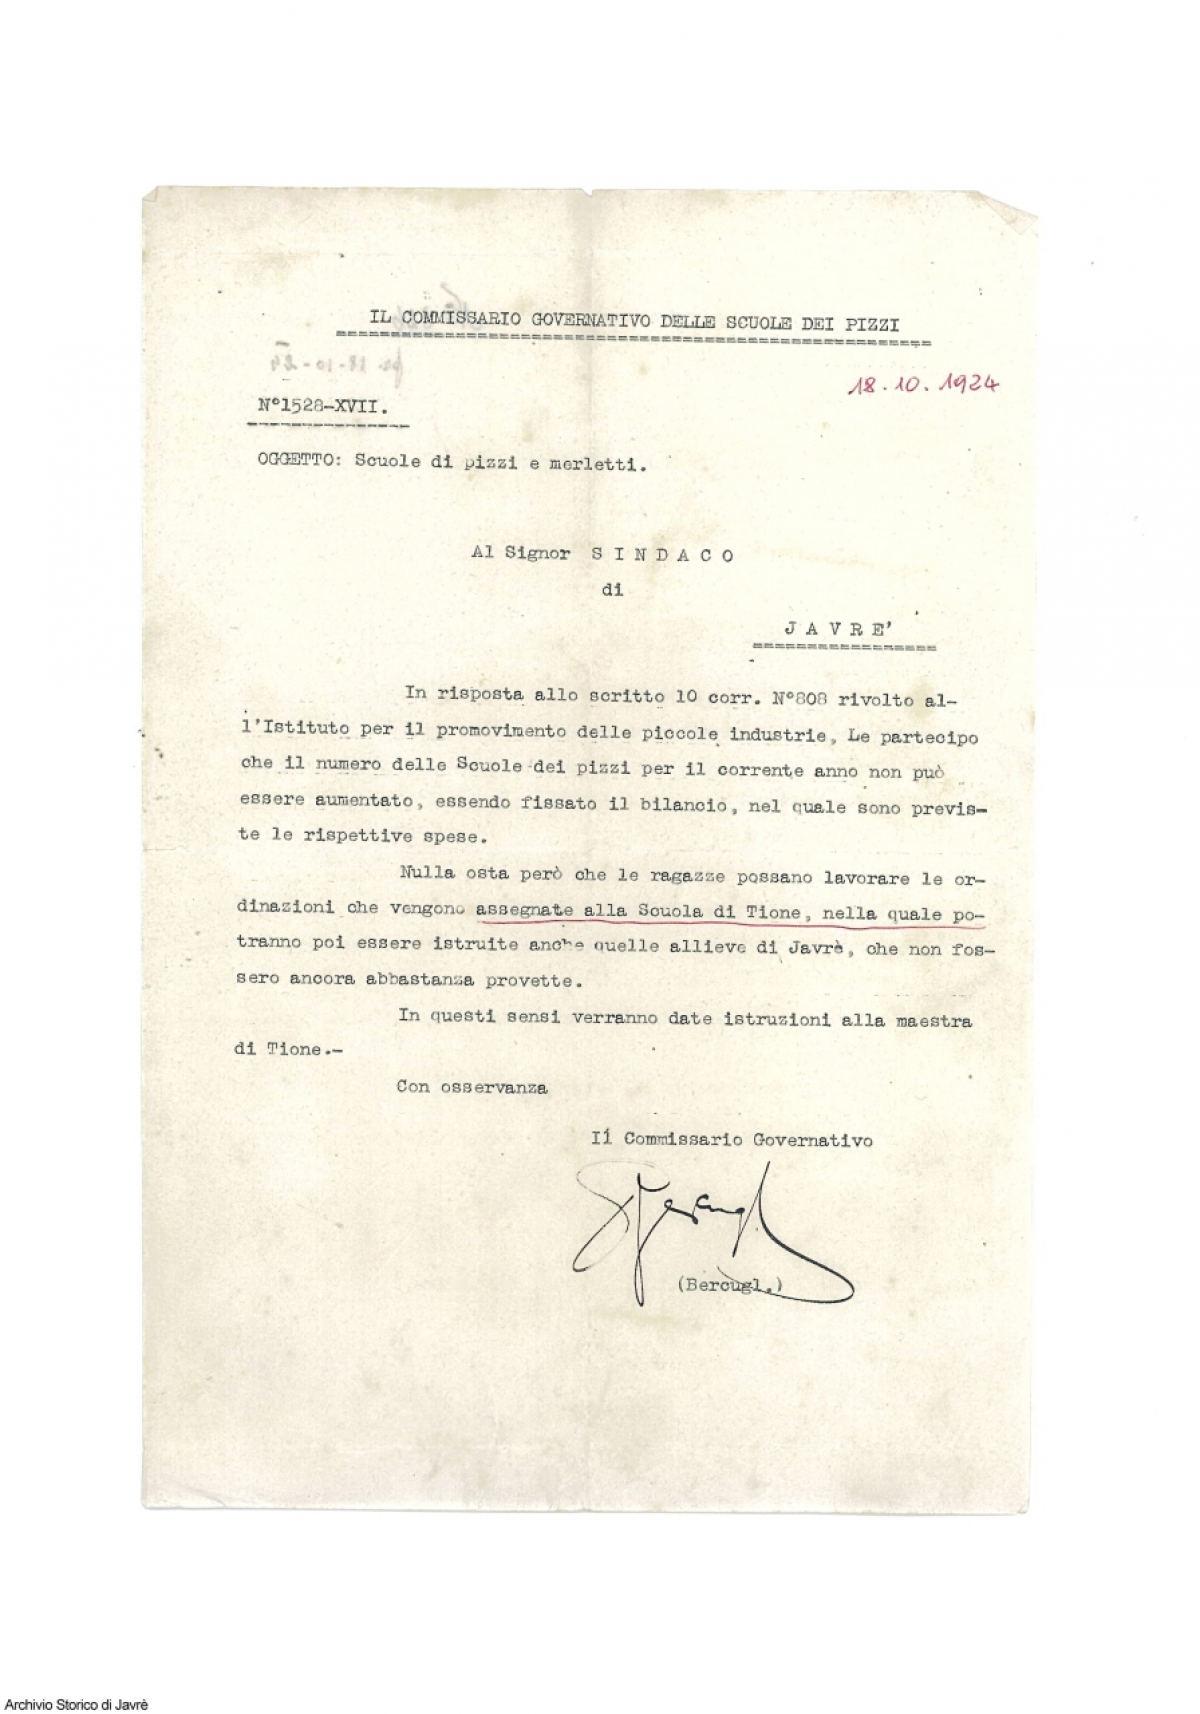 IL COMMISSARIO GOVERNATIVO DELLE SCUOLE DEI PIZZI
18.10.1924
N°1528-XVII.
OGGETTO: Scuole di pizzi e merletti.
Al Signor S I N D A C O
di
J A V R E'
In risposta allo scritto 10 corr. N°808 rivolto al-
l'Istituto per il promovimento delle piccole industrie, Le partecipo
che il numero delle Scuole dei pizzi per il corrente anno non può
essere aumentato, essendo fissato il bilancio, nel quale sono previs-
te le rispettive spese.
Nulla osta però che le ragazze possano lavorare le or-
dinazioni che vengono assegnate alla Scuola di Tione, nella quale po-
tranno poi essere istruite anche quelle allieve di Javrè, che non fos-
sero ancora abbastanza provette.
In questi sensi verranno date istruzioni alla maestra
di Tione.-
Con osservanza
Il Commissario Governativo
(Bercugl.)
Archivio Storico di Javrè